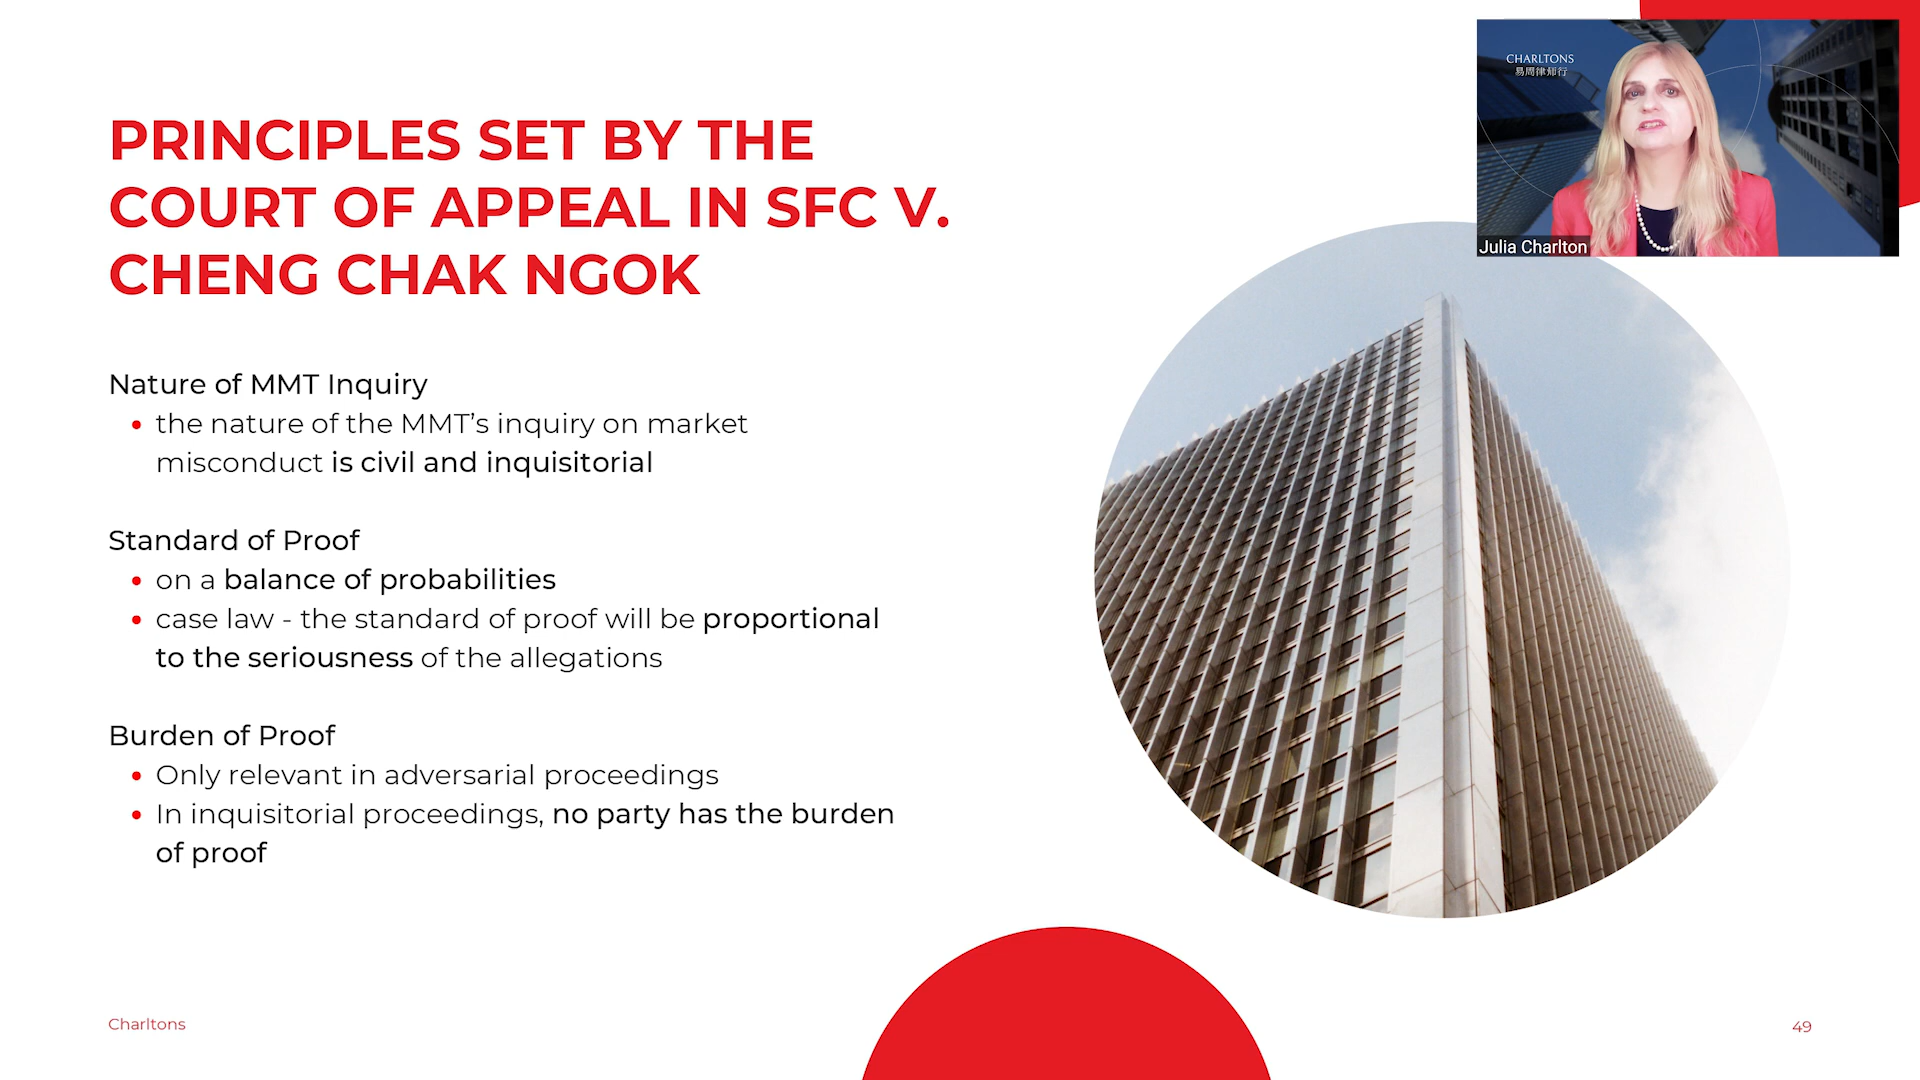 CHARLTONS
易周律师行
Julia Charlton
PRINCIPLES SET BY THE
COURT OF APPEAL IN SFC V.
CHENG CHAK NGOK
Nature of MMT Inquiry
• the nature of the MMT’s inquiry on market
misconduct is civil and inquisitorial
Standard of Proof
• on a balance of probabilities
• case law - the standard of proof will be proportional
to the seriousness of the allegations
Burden of Proof
• Only relevant in adversarial proceedings
• In inquisitorial proceedings, no party has the burden
of proof
Charltons
49